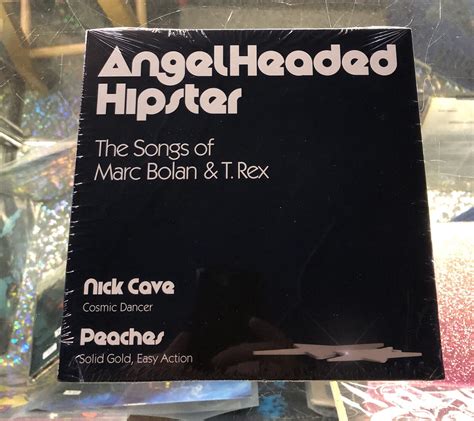 AngelHeaded
Hipster
The Songs of
Marc Bolan & T. Rex
Nick Cave
Cosmic Dancer
Peaches
Solid Gold, Easy Action